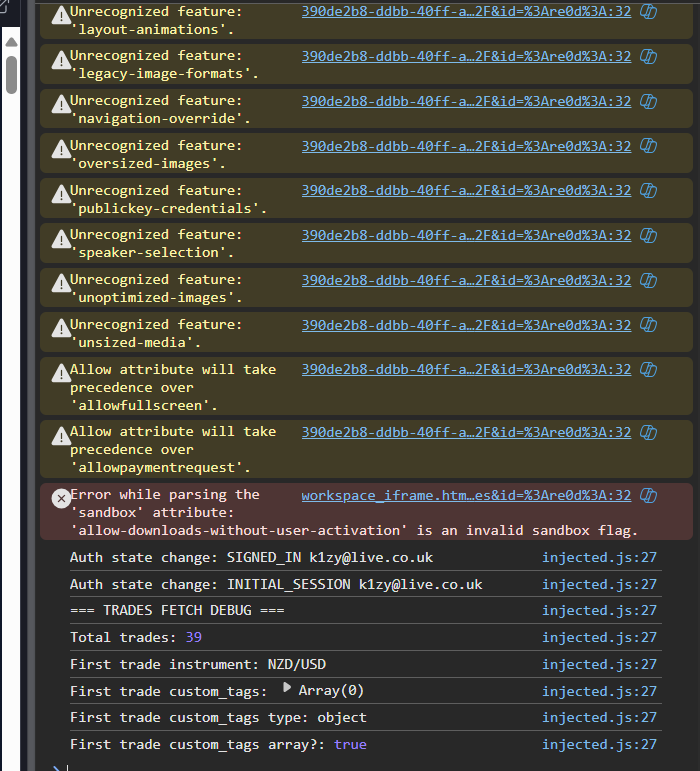 Unrecognized feature: 390de2b8-ddbb-40ff-a…2F&id=%3Are0d%3A:32
'layout-animations'.
Unrecognized feature: 390de2b8-ddbb-40ff-a…2F&id=%3Are0d%3A:32
'legacy-image-formats'.
Unrecognized feature: 390de2b8-ddbb-40ff-a…2F&id=%3Are0d%3A:32
'navigation-override'.
Unrecognized feature: 390de2b8-ddbb-40ff-a…2F&id=%3Are0d%3A:32
'oversized-images'.
Unrecognized feature: 390de2b8-ddbb-40ff-a…2F&id=%3Are0d%3A:32
'publickey-credentials'.
Unrecognized feature: 390de2b8-ddbb-40ff-a…2F&id=%3Are0d%3A:32
'speaker-selection'.
Unrecognized feature: 390de2b8-ddbb-40ff-a…2F&id=%3Are0d%3A:32
'unoptimized-images'.
Unrecognized feature: 390de2b8-ddbb-40ff-a…2F&id=%3Are0d%3A:32
'unsized-media'.
Allow attribute will take 390de2b8-ddbb-40ff-a…2F&id=%3Are0d%3A:32
precedence over
'allowfullscreen'.
Allow attribute will take 390de2b8-ddbb-40ff-a…2F&id=%3Are0d%3A:32
precedence over
'allowpaymentrequest'.
Error while parsing the workspace_iframe.htm…es&id=%3Are0d%3A:32
'sandbox' attribute:
'allow-downloads-without-user-activation' is an invalid sandbox flag.
Auth state change: SIGNED_IN k1zy@live.co.uk injected.js:27
Auth state change: INITIAL_SESSION k1zy@live.co.uk injected.js:27
=== TRADES FETCH DEBUG === injected.js:27
Total trades: 39 injected.js:27
First trade instrument: NZD/USD injected.js:27
First trade custom_tags: Array(0) injected.js:27
First trade custom_tags type: object injected.js:27
First trade custom_tags array?: true injected.js:27